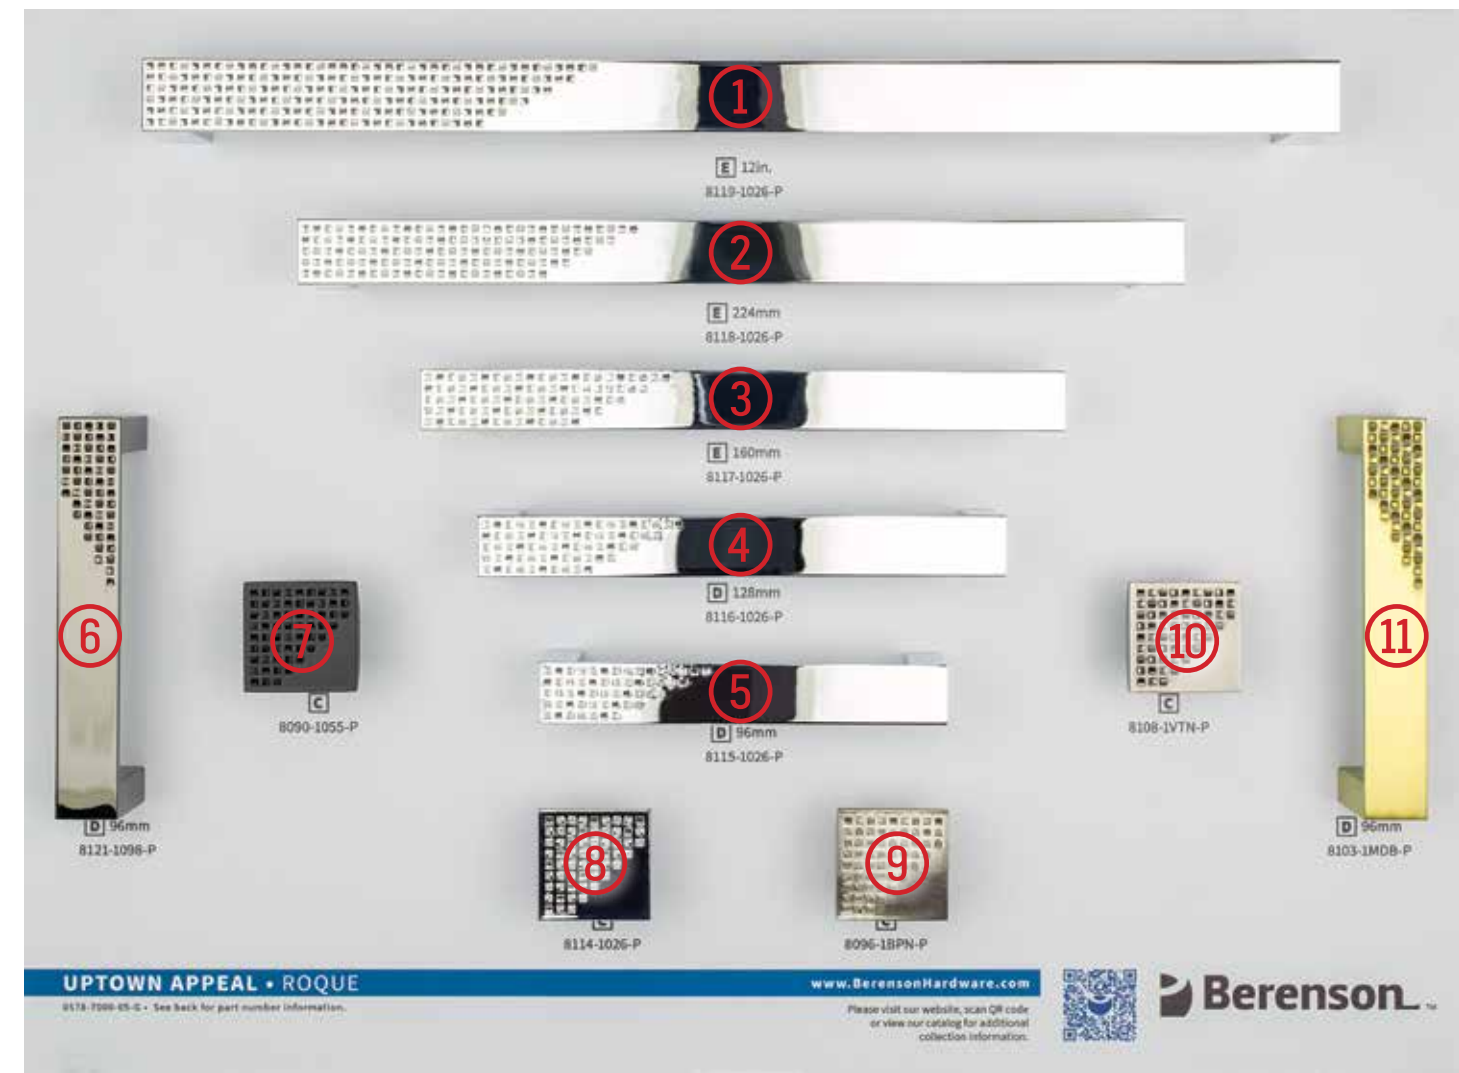 1
E 12in.
8119-1026-P
2
E 224mm
8118-1026-P
3
E 160mm
8117-1026-P
4
D 128mm
8116-1026-P
5
D 96mm
8115-1026-P
6
D 96mm
8121-1098-P
7
C
8090-1055-P
10
C
8108-1VTN-P
11
D 96mm
8103-1MDB-P
8
C
8114-1026-P
9
C
8096-1BPN-P
UPTOWN APPEAL • ROQUE
See back for part number information.
www.BerensonHardware.com
Please visit our website, scan QR code
or view our catalog for additional
collection information.
Berenson